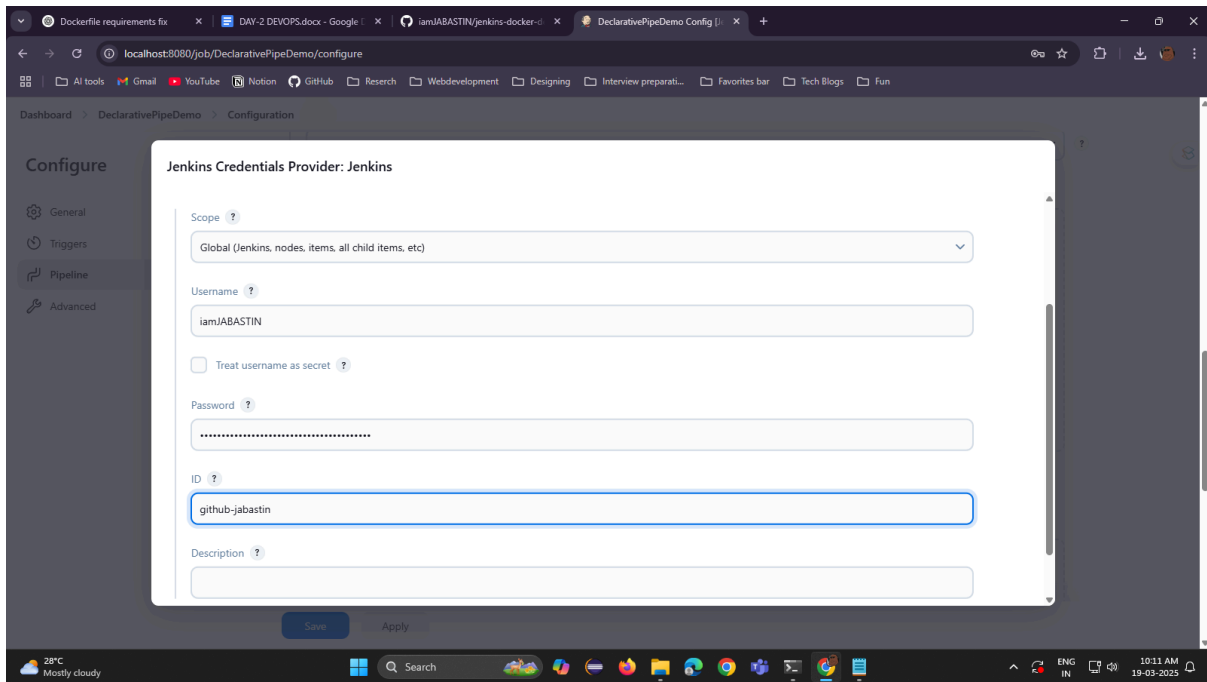 Dockerfile requirements fix
DAY-2 DEVOPS.docx - Google D
iamJABASTIN/jenkins-docker-d
DeclarativePipeDemo Config [Je
localhost:8080/job/DeclarativePipeDemo/configure
AI tools Gmail YouTube Notion GitHub Reserch Webdevelopment Designing Interview preparati... Favorites bar Tech Blogs Fun
Dashboard > DeclarativePipeDemo > Configuration
Configure
General
Triggers
Pipeline
Advanced
Jenkins Credentials Provider: Jenkins
Scope ?
Global (Jenkins, nodes, items, all child items, etc)
Username ?
iamJABASTIN
Treat username as secret ?
Password ?
ID ?
github-jabastin
Description ?
Save Apply
28°C
Mostly cloudy
Search
ENG
IN
10:11 AM
19-03-2025